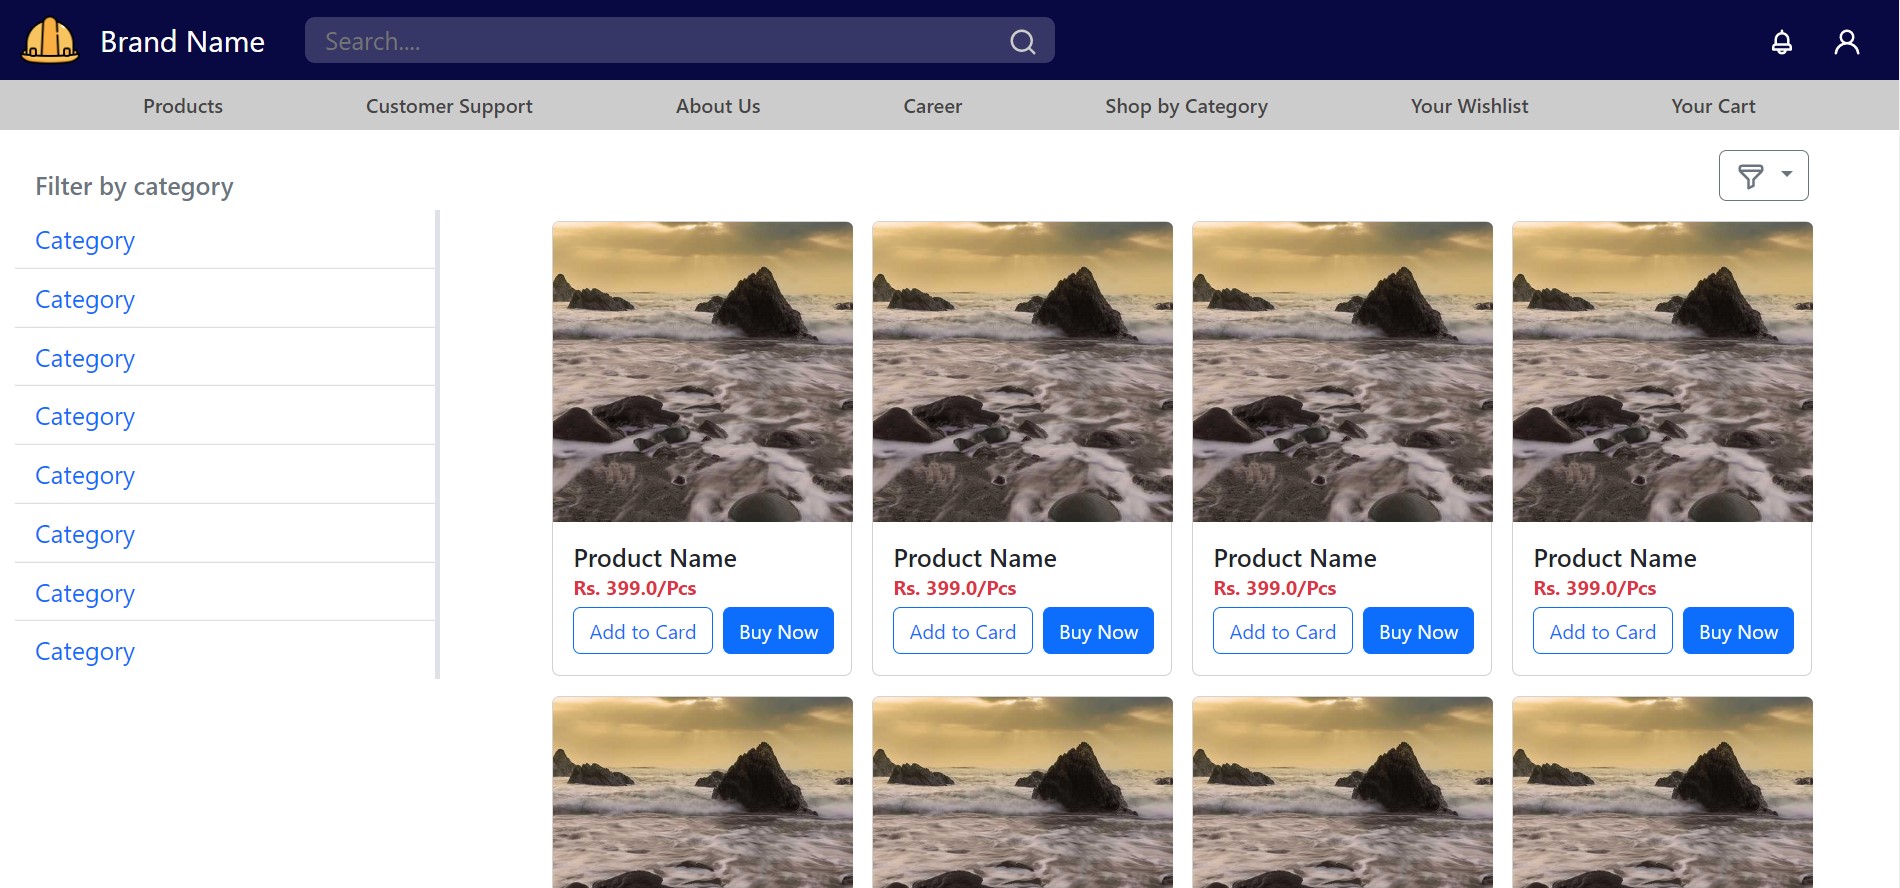 Brand Name
Search....
Products Customer Support About Us Career Shop by Category Your Wishlist Your Cart
Filter by category
Category
Category
Category
Category
Category
Category
Category
Category
Product Name
Rs. 399.0/Pcs
Add to Card Buy Now
Product Name
Rs. 399.0/Pcs
Add to Card Buy Now
Product Name
Rs. 399.0/Pcs
Add to Card Buy Now
Product Name
Rs. 399.0/Pcs
Add to Card Buy Now